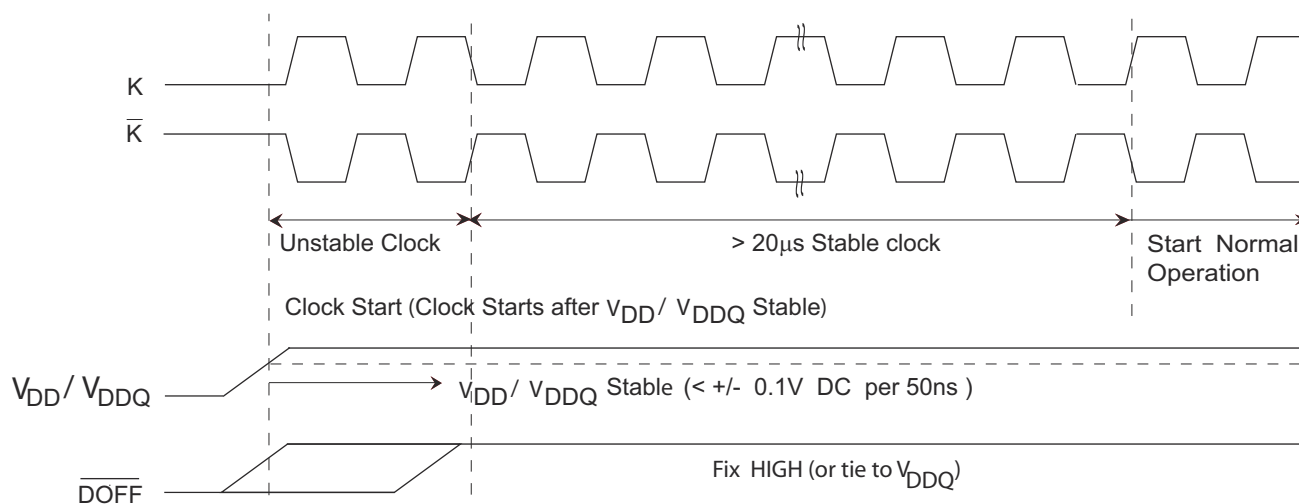 K
K̅
Unstable Clock
> 20μs Stable clock
Start Normal
Operation
Clock Start (Clock Starts after VDD / VDDQ Stable)
VDD / VDDQ
VDD / VDDQ Stable (< +/- 0.1V DC per 50ns )
D̅O̅F̅F̅
Fix HIGH (or tie to VDDQ)